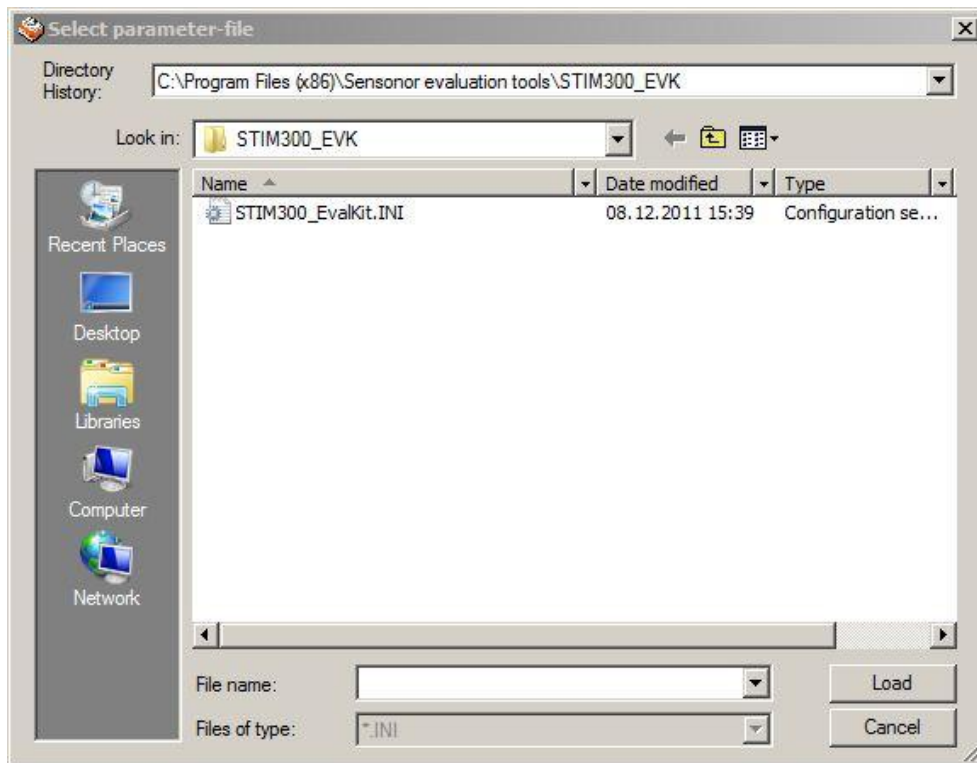 Select parameter-file
Directory
History:
C:\Program Files (x86)\Sensonor evaluation tools\STIM300_EVK
Look in:
STIM300_EVK
Name
Date modified
Type
STIM300_EvalKit.INI
08.12.2011 15:39
Configuration se...
Recent Places
Desktop
Libraries
Computer
Network
File name:
Load
Files of type:
*.INI
Cancel